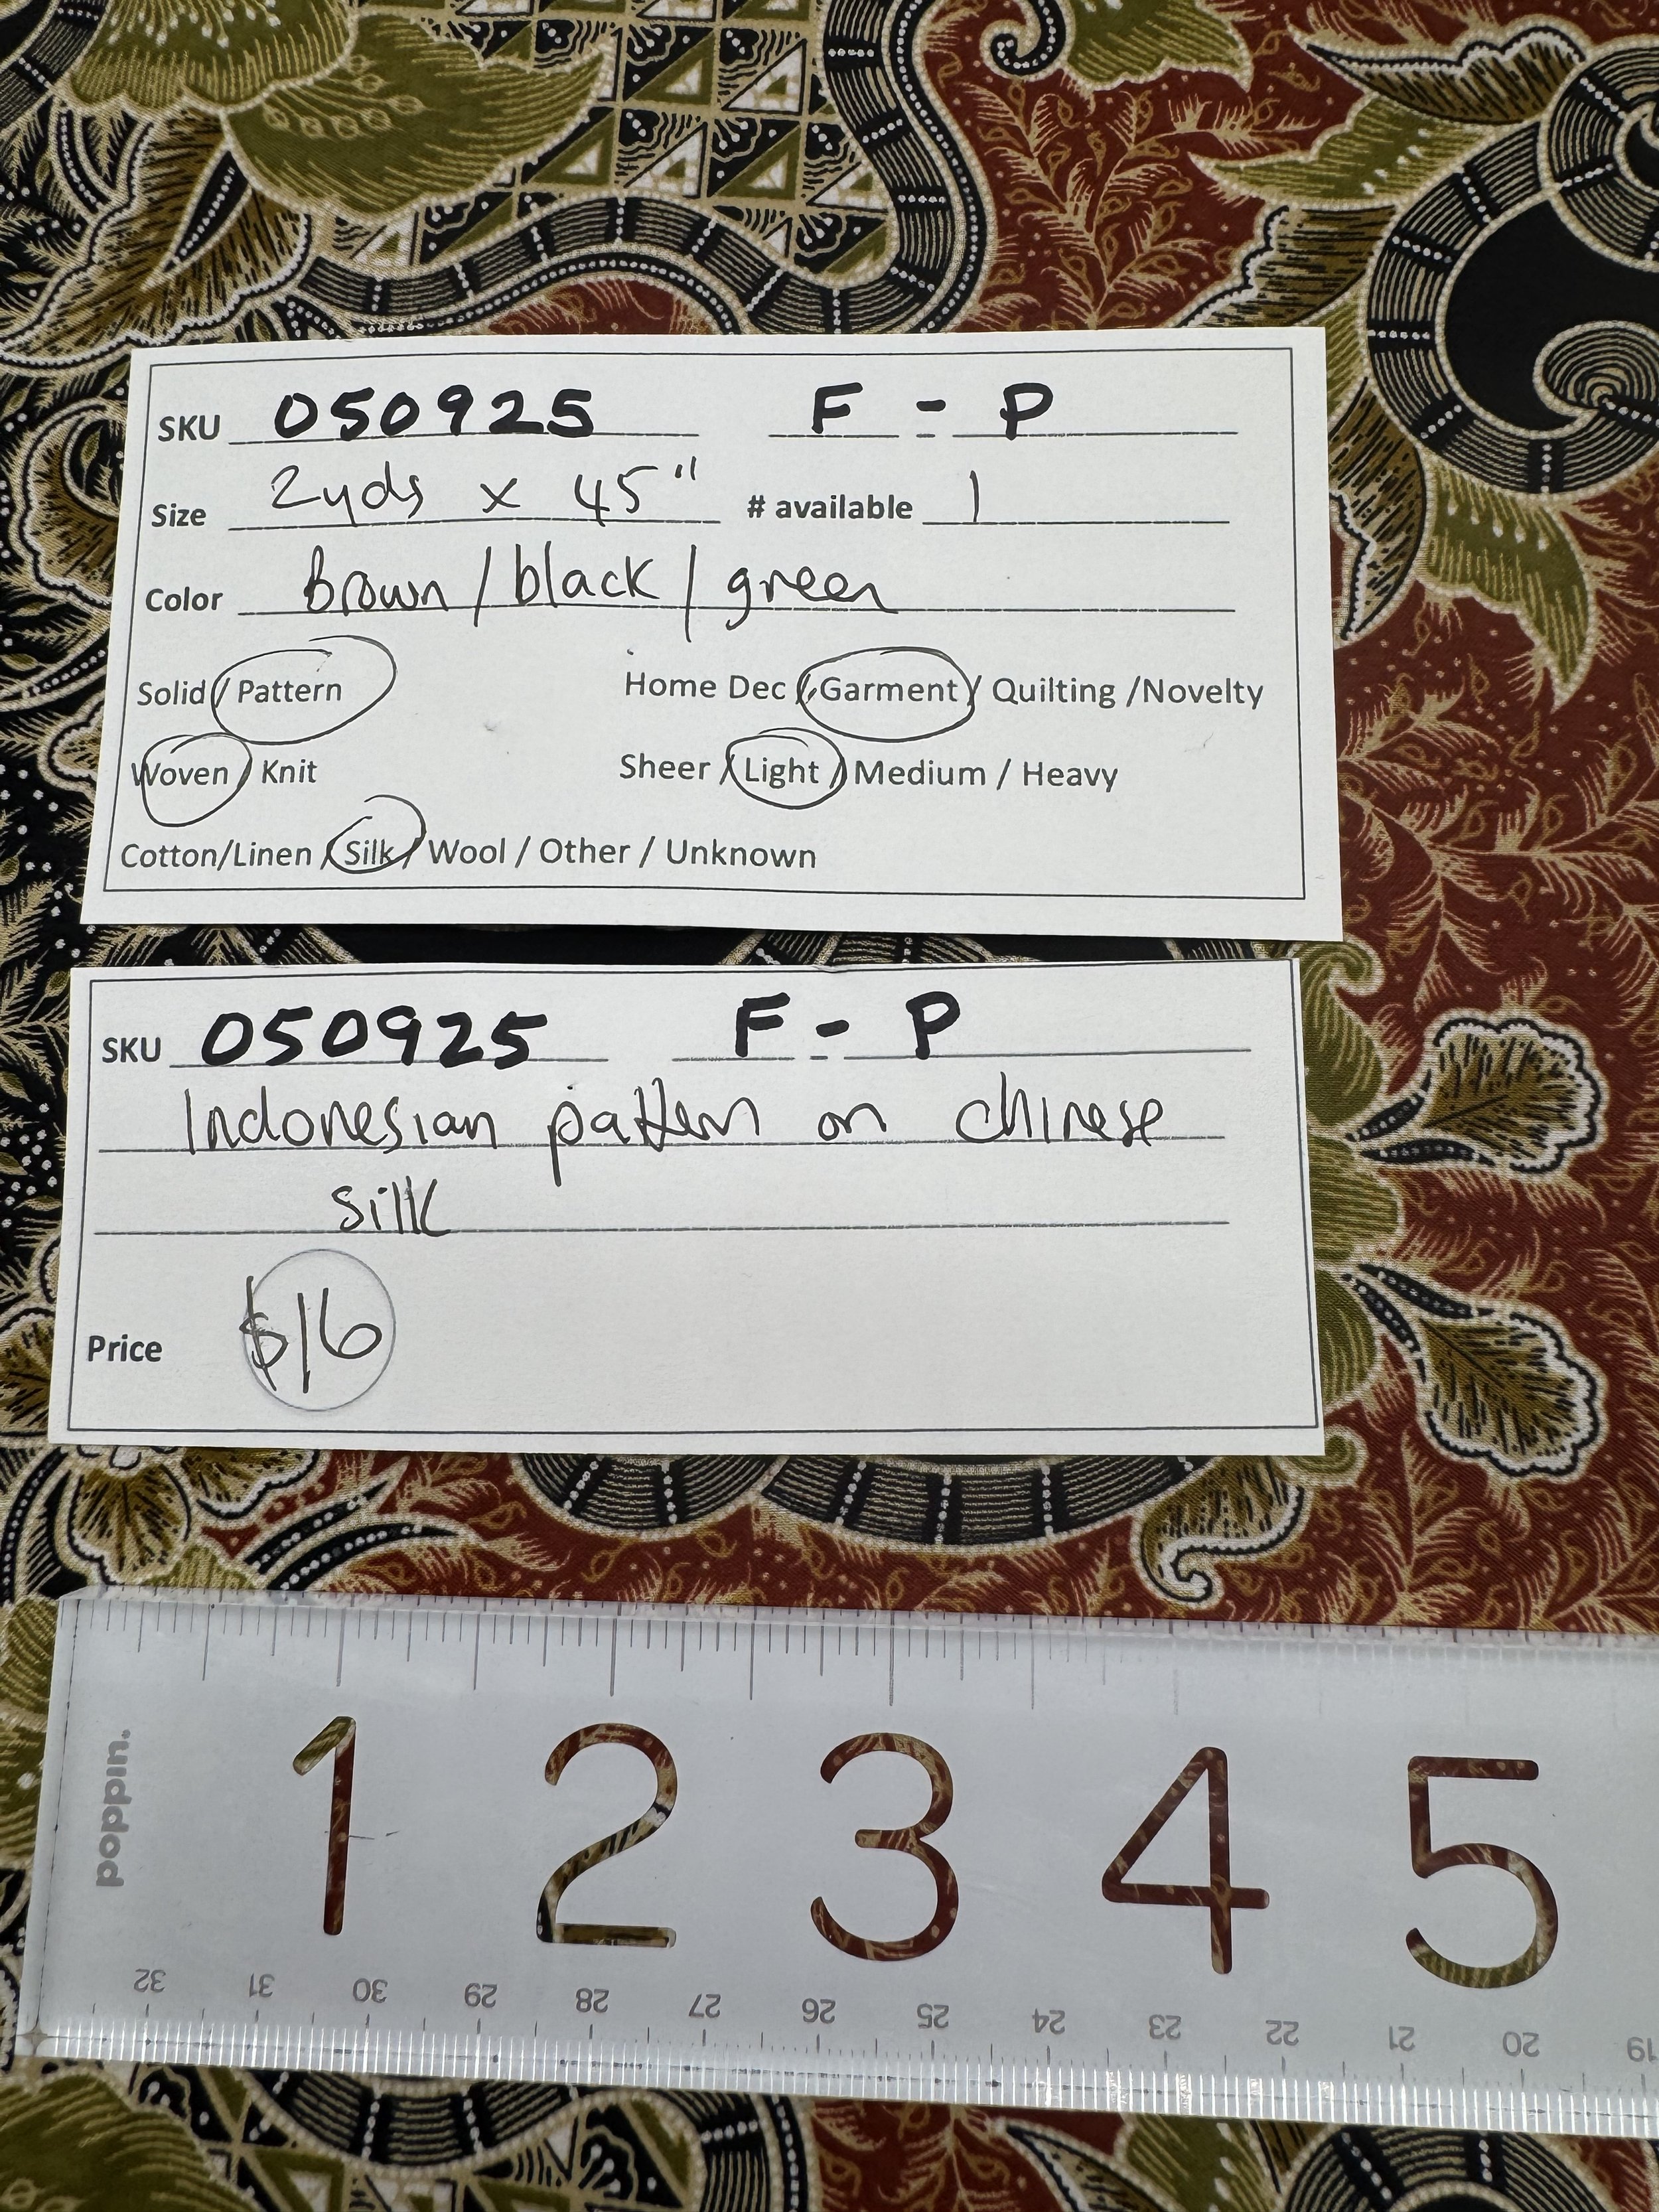 SKU 050925 F - P
Size 2yds x 45" # available 1
Color brown / black / green
Solid / Pattern Home Dec / Garment / Quilting /Novelty
Woven / Knit Sheer / Light / Medium / Heavy
Cotton/Linen / Silk / Wool / Other / Unknown
SKU 050925 F - P
Indonesian pattern on chinese
silk
Price $16
poppin.
1 2 3 4 5
32 31 30 29 28 27 26 25 24 23 22 21 20 19